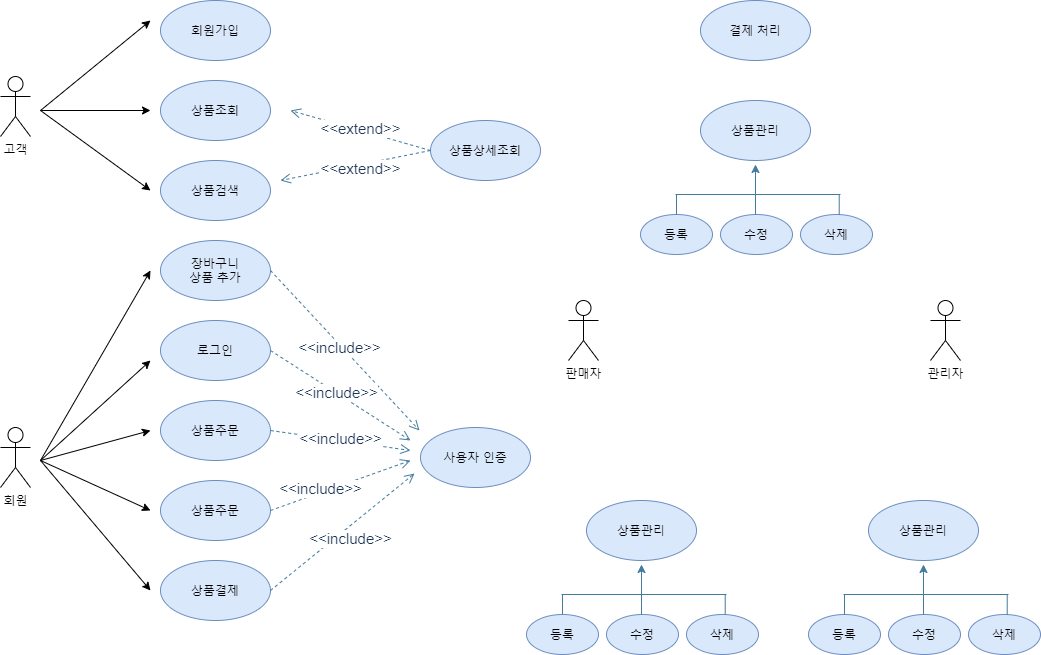 회원가입
상품조회
상품검색
고객
<<extend>>
<<extend>>
상품상세조회
결제 처리
상품관리
등록
수정
삭제
장바구니
상품 추가
로그인
상품주문
상품주문
상품결제
회원
<<include>>
<<include>>
<<include>>
<<include>>
<<include>>
사용자 인증
판매자
관리자
상품관리
등록
수정
삭제
상품관리
등록
수정
삭제